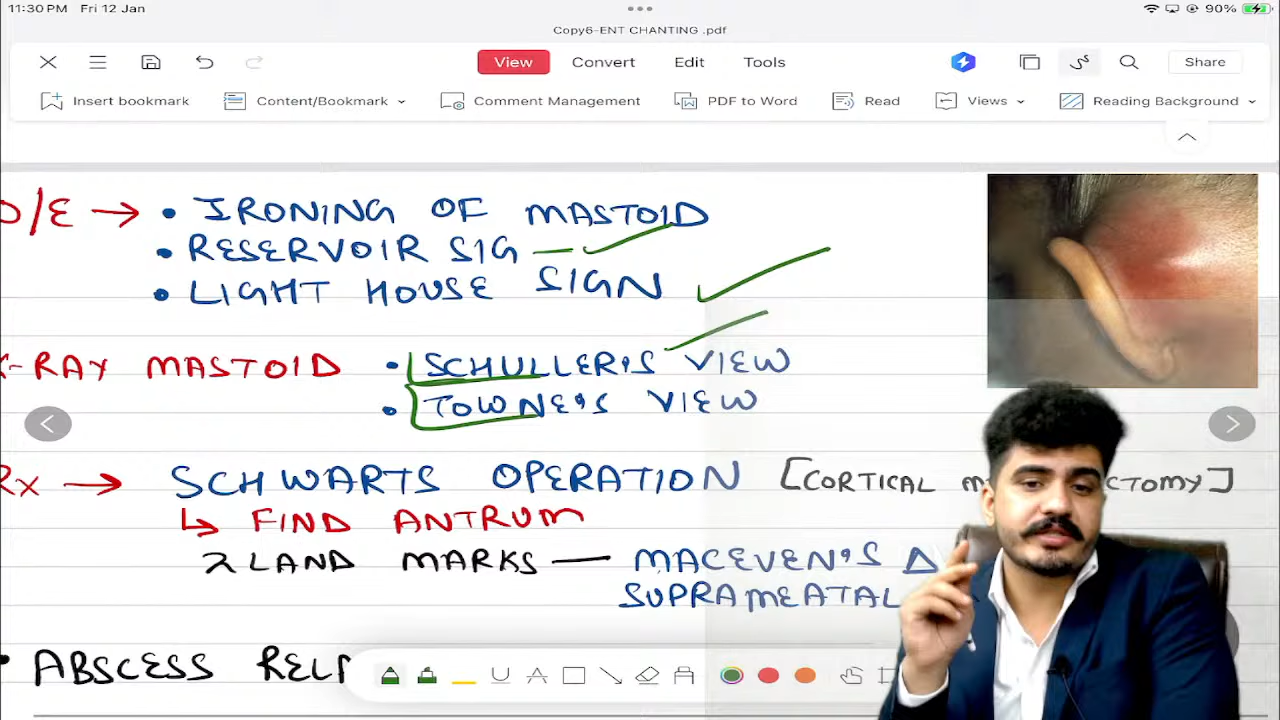 11:30 PM Fri 12 Jan
90%
Copy6-ENT CHANTING .pdf
View Convert Edit Tools Share
Insert bookmark Content/Bookmark Comment Management PDF to Word Read Views Reading Background
O/E → • IRONING OF MASTOID
• RESERVOIR SIG
• LIGHT HOUSE SIGN
X-RAY MASTOID • SCHULLER'S VIEW
• TOWNE'S VIEW
Rx → SCHWARTS OPERATION [CORTICAL M CTOMY]
↳ FIND ANTRUM
2 LAND MARKS — MACEVEN'S Δ
SUPRAMEATAL
• ABSCESS REL